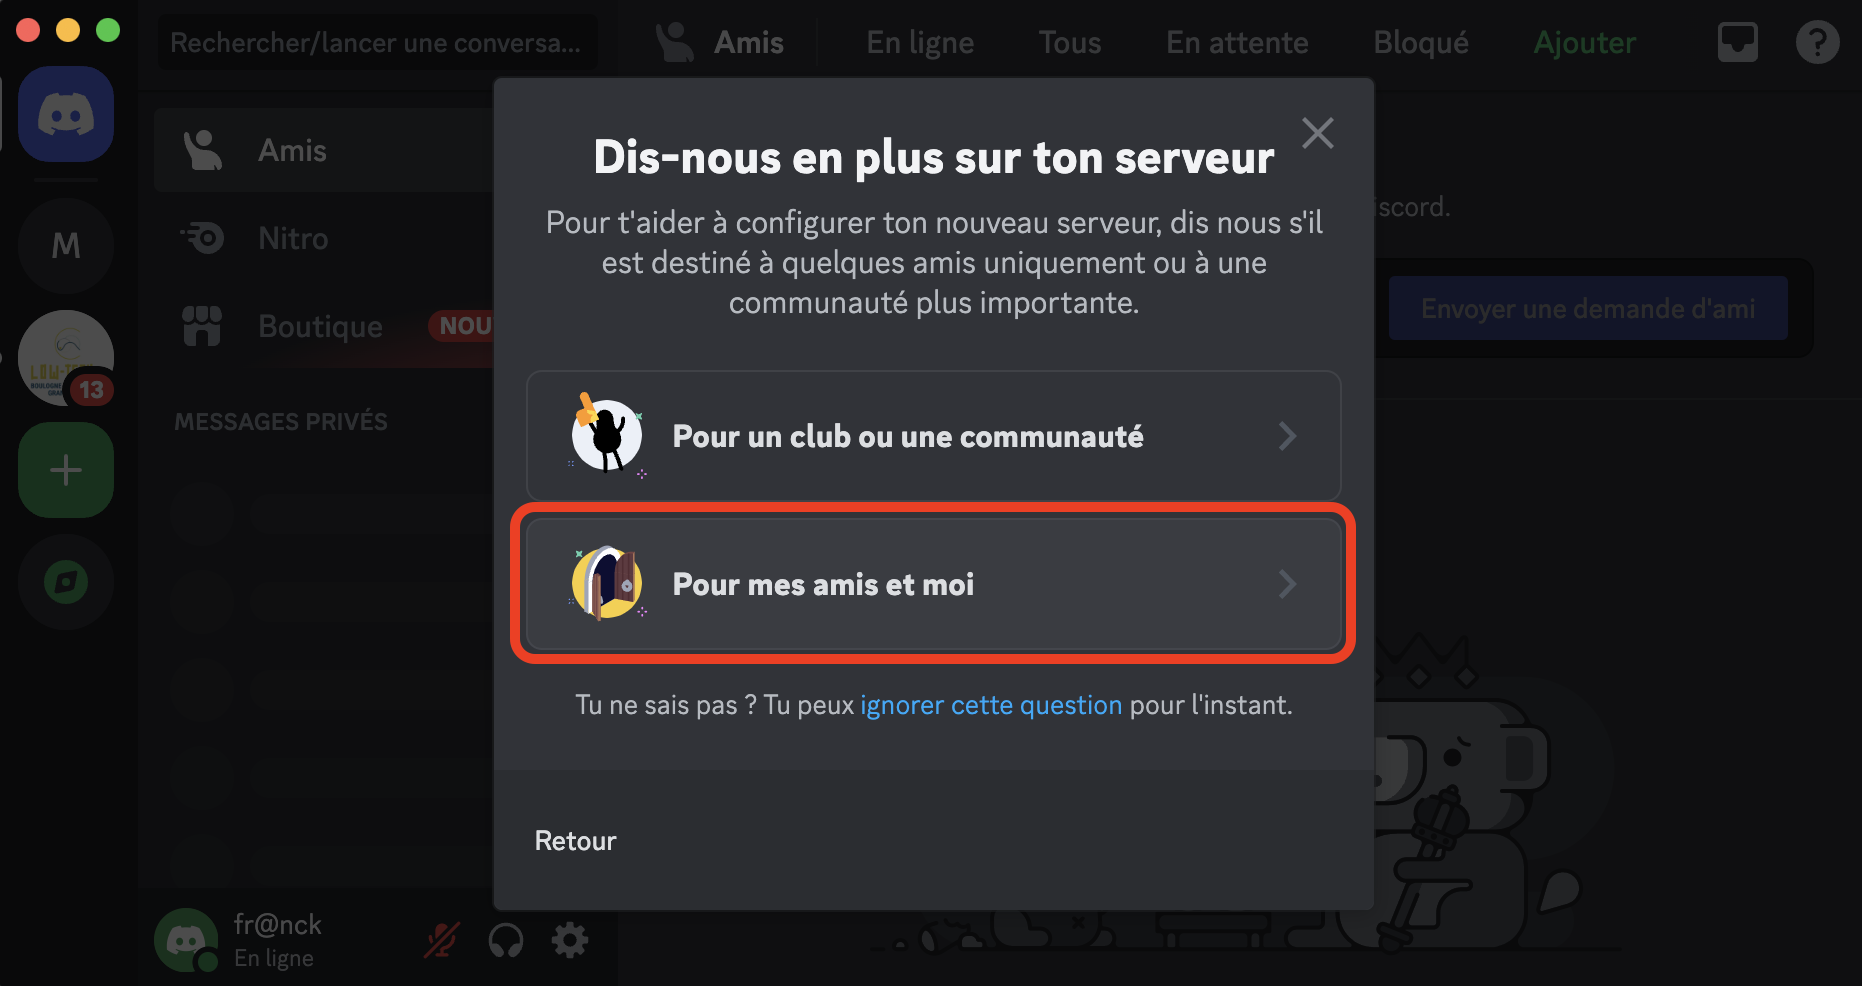 Rechercher/lancer une conversa...
Amis
En ligne
Tous
En attente
Bloqué
Ajouter
?
M
13
Amis
Nitro
Boutique
NOU
MESSAGES PRIVÉS
iscord.
Envoyer une demande d'ami
Dis-nous en plus sur ton serveur
Pour t'aider à configurer ton nouveau serveur, dis nous s'il
est destiné à quelques amis uniquement ou à une
communauté plus importante.
Pour un club ou une communauté
Pour mes amis et moi
Tu ne sais pas ? Tu peux ignorer cette question pour l'instant.
Retour
fr@nck
En ligne